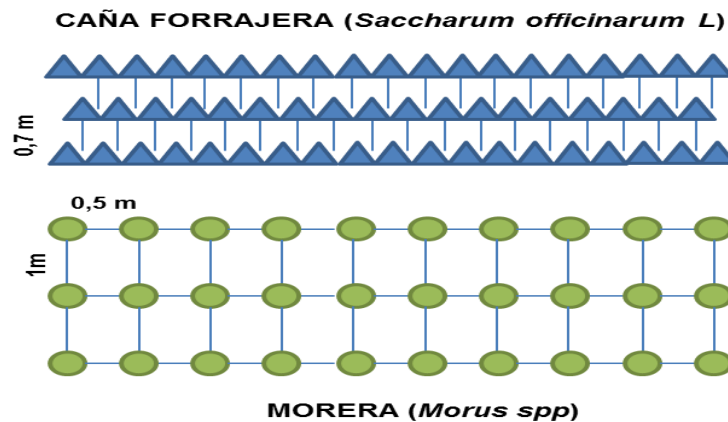 CAÑA FORRAJERA (Saccharum officinarum L)
0,7 m
0,5 m
1m
MORERA (Morus spp)